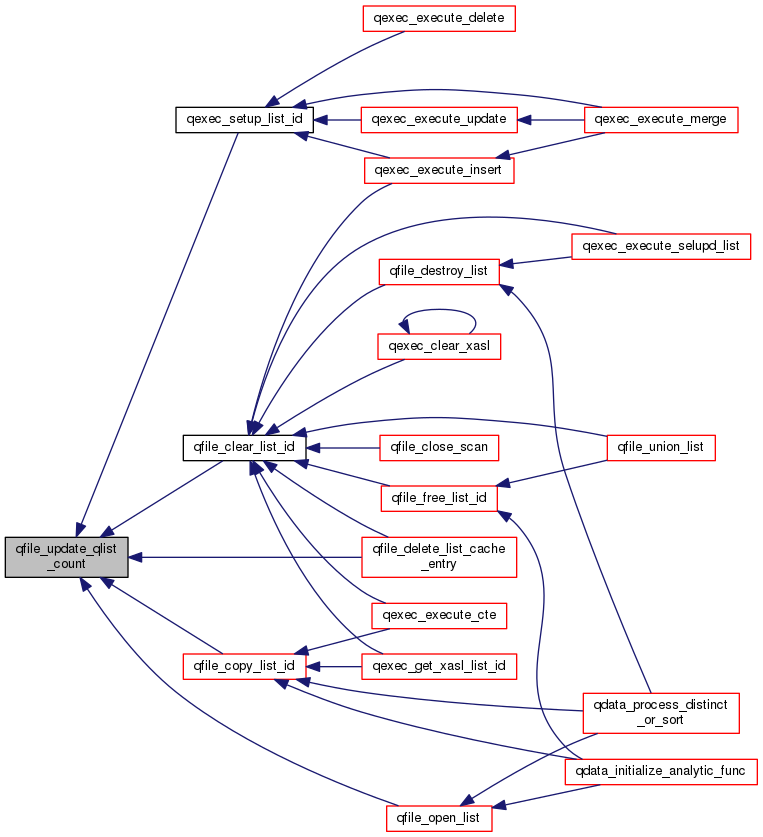 qexec_execute_delete
qexec_setup_list_id
qexec_execute_update
qexec_execute_merge
qexec_execute_insert
qexec_execute_selupd_list
qfile_destroy_list
qexec_clear_xasl
qfile_clear_list_id
qfile_close_scan
qfile_union_list
qfile_free_list_id
qfile_update_qlist
_count
qfile_delete_list_cache
_entry
qexec_execute_cte
qfile_copy_list_id
qexec_get_xasl_list_id
qdata_process_distinct
_or_sort
qdata_initialize_analytic_func
qfile_open_list